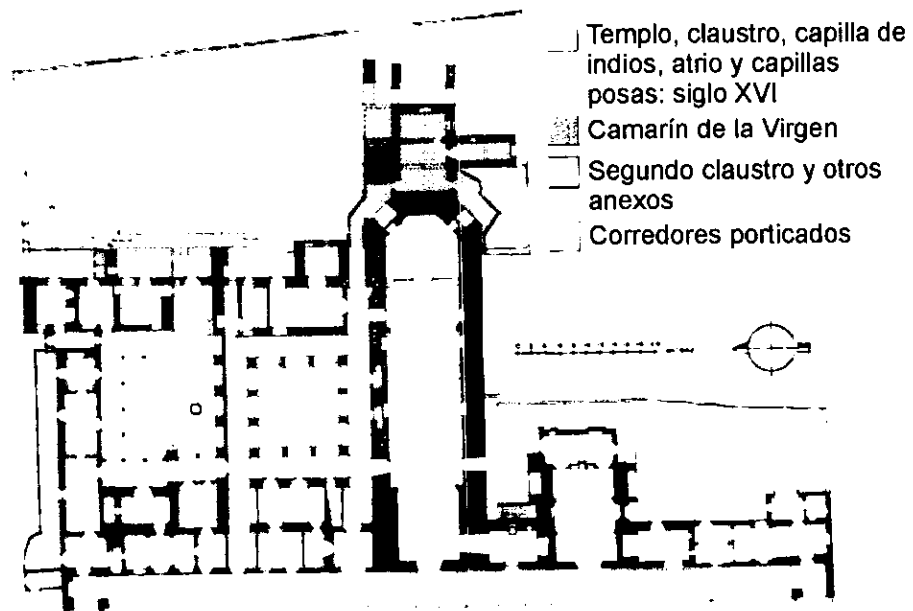 Templo, claustro, capilla de
indios, atrio y capillas
posas: siglo XVI
Camarín de la Virgen
Segundo claustro y otros
anexos
Corredores porticados